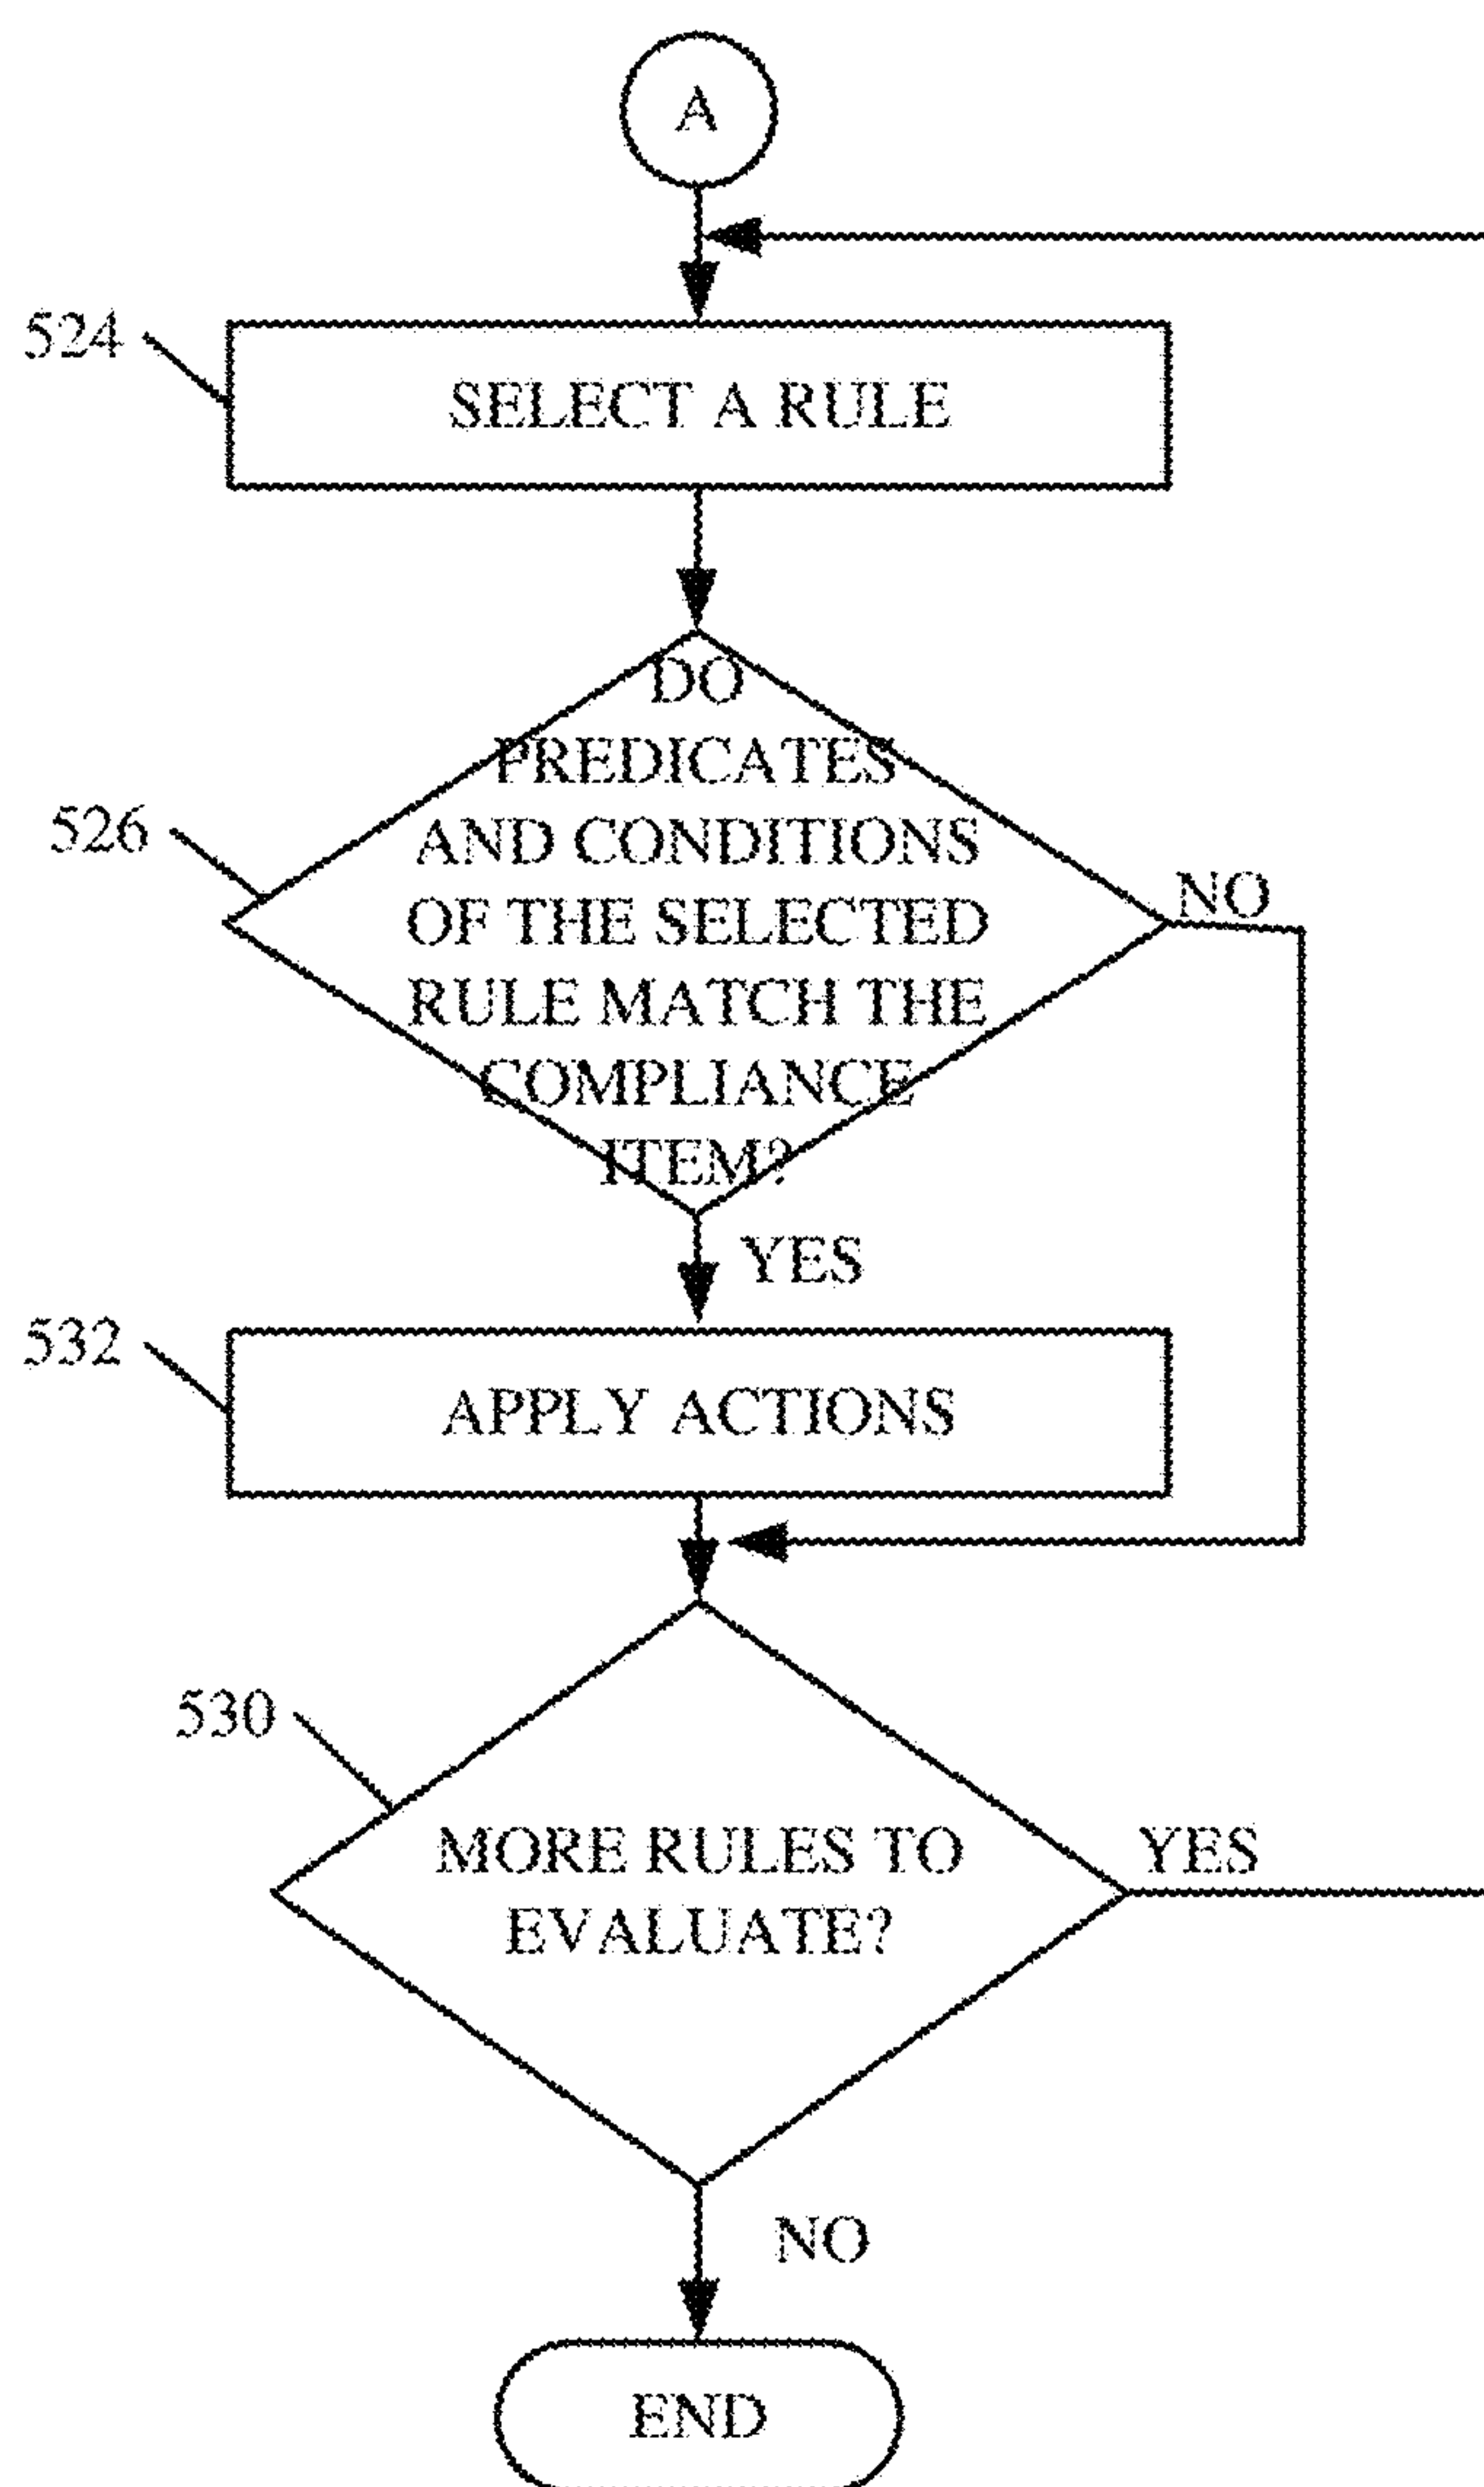 A
524
SELECT A RULE
DO
PREDICATES
AND CONDITIONS
OF THE SELECTED
RULE MATCH THE
COMPLIANCE
ITEM?
526
NO
YES
532
APPLY ACTIONS
530
MORE RULES TO
EVALUATE?
YES
NO
END